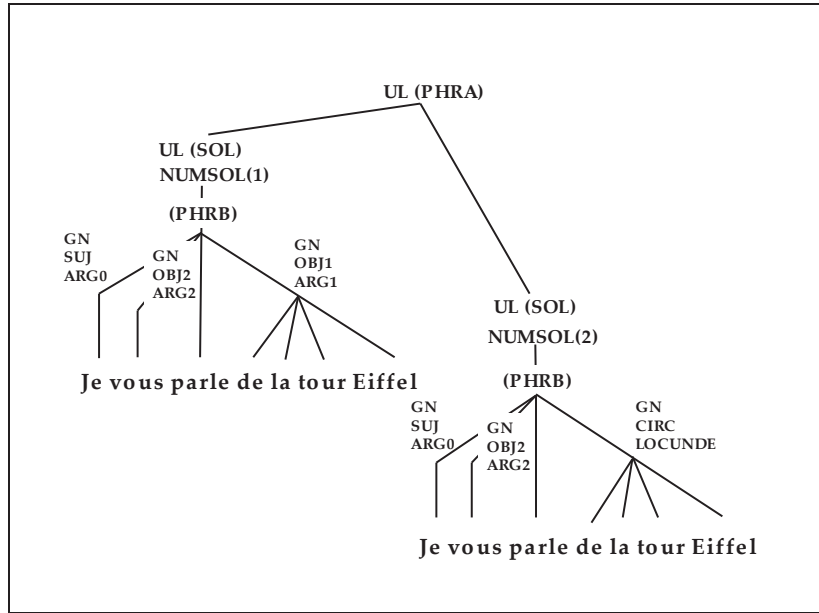 UL (PHRA)
UL (SOL)
NUMSOL(1)
(PHRB)
GN
SUJ
ARG0
GN
OBJ2
ARG2
GN
OBJ1
ARG1
Je vous parle de la tour Eiffel
UL (SOL)
NUMSOL(2)
(PHRB)
GN
SUJ
ARG0
GN
OBJ2
ARG2
GN
CIRC
LOCUNDE
Je vous parle de la tour Eiffel